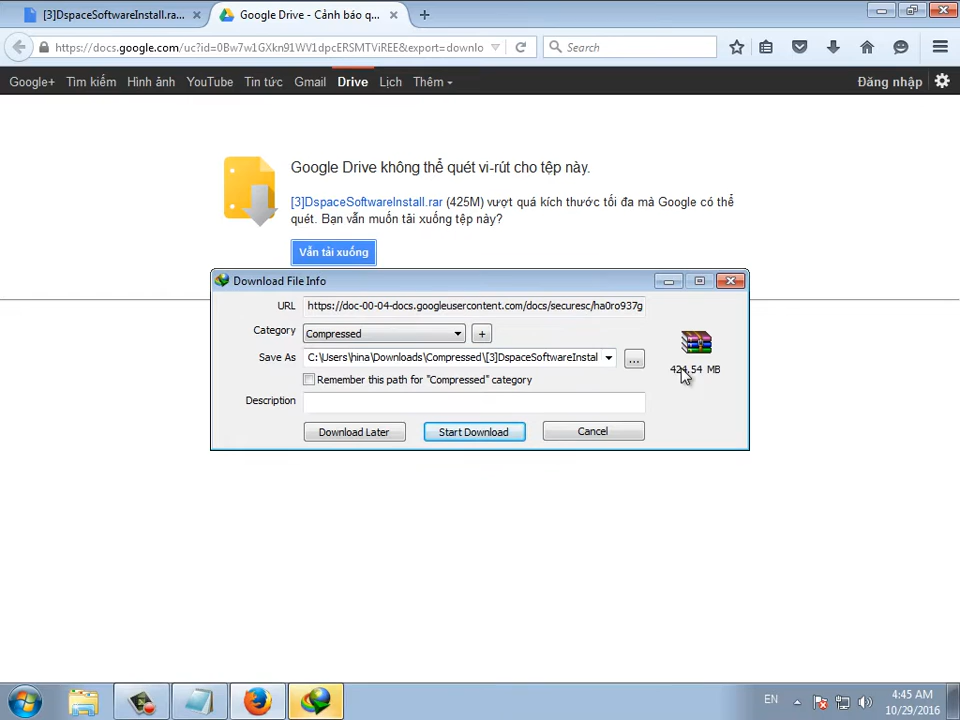 [3]DspaceSoftwareInstall.ra...
Google Drive - Cảnh báo q...
https://docs.google.com/uc?id=0Bw7w1GXkn91WV1dpcERSMTViREE&export=downlo
Search
Google+ Tìm kiếm Hình ảnh YouTube Tin tức Gmail Drive Lịch Thêm
Đăng nhập
Google Drive không thể quét vi-rút cho tệp này.
[3]DspaceSoftwareInstall.rar (425M) vượt quá kích thước tối đa mà Google có thể
quét. Bạn vẫn muốn tải xuống tệp này?
Vẫn tải xuống
Download File Info
URL https://doc-00-04-docs.googleusercontent.com/docs/securesc/ha0ro937g
Category Compressed +
Save As C:\Users\hina\Downloads\Compressed\[3]DspaceSoftwareInstal ...
424.54 MB
Remember this path for "Compressed" category
Description
Download Later Start Download Cancel
EN
4:45 AM
10/29/2016